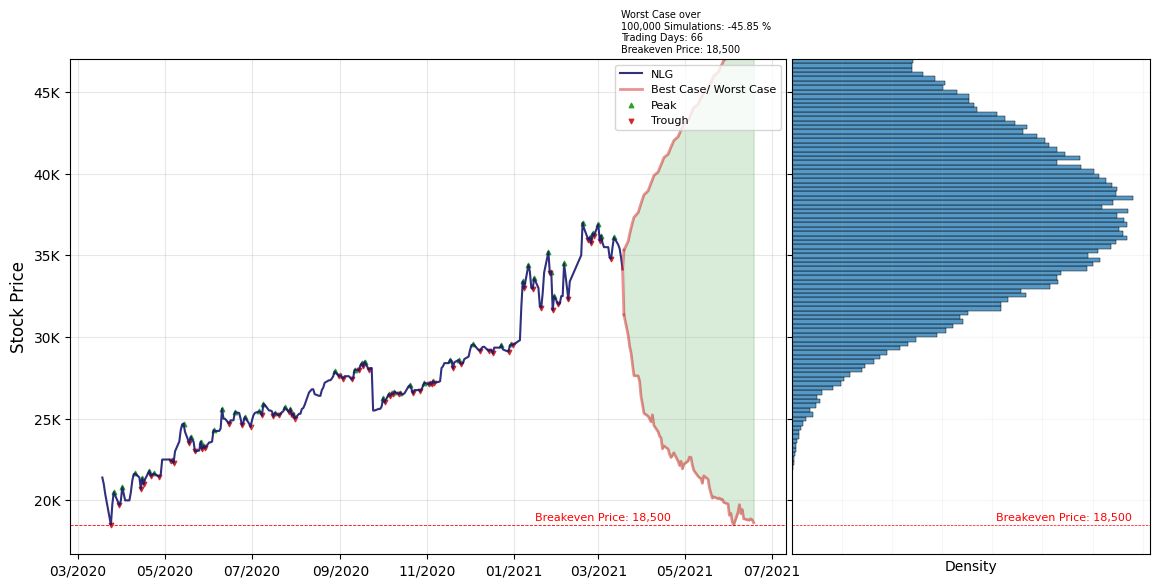 Worst Case over
100,000 Simulations: -45.85 %
Trading Days: 66
Breakeven Price: 18,500
NLG
Best Case/ Worst Case
Peak
Trough
45K
40K
35K
30K
25K
20K
Stock Price
Breakeven Price: 18,500
Breakeven Price: 18,500
03/2020 05/2020 07/2020 09/2020 11/2020 01/2021 03/2021 05/2021 07/2021
Density